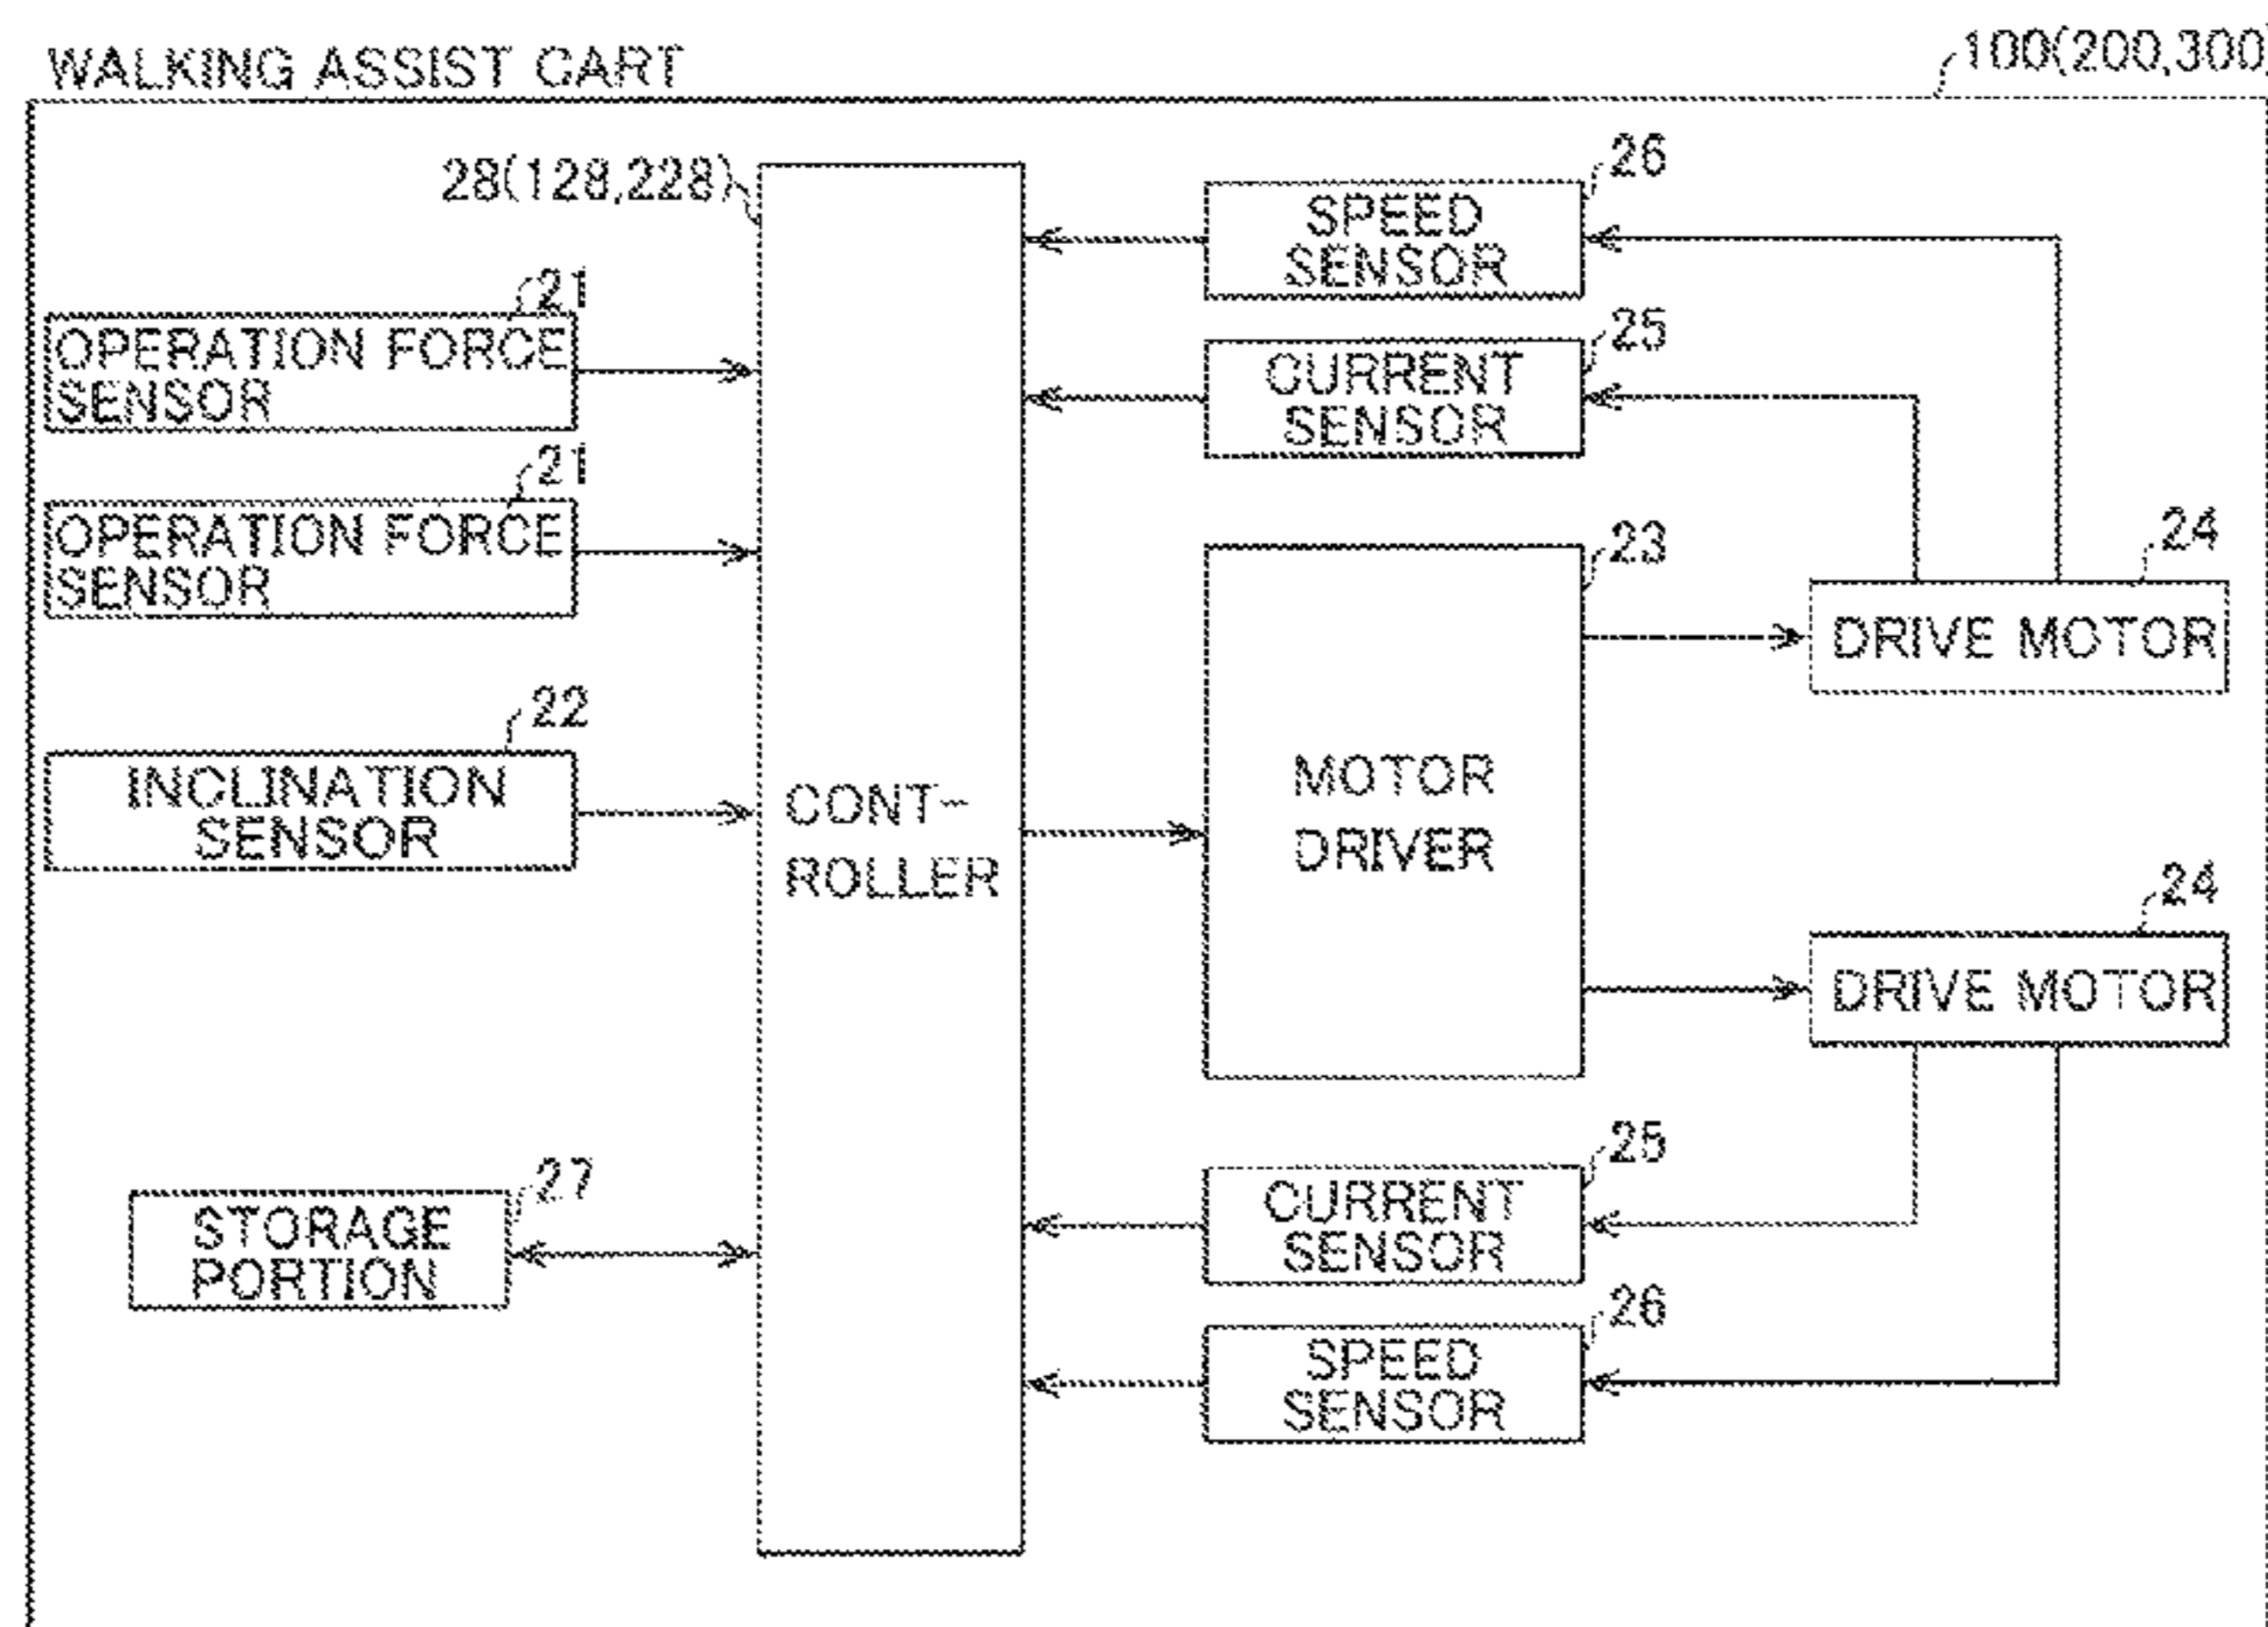 WALKING ASSIST CART
100(200,300)
28(128,228)
26
SPEED
SENSOR
21
OPERATION FORCE
SENSOR
25
CURRENT
SENSOR
21
OPERATION FORCE
SENSOR
23
MOTOR
DRIVER
24
DRIVE MOTOR
22
INCLINATION
SENSOR
CONT-
ROLLER
24
DRIVE MOTOR
27
STORAGE
PORTION
25
CURRENT
SENSOR
26
SPEED
SENSOR